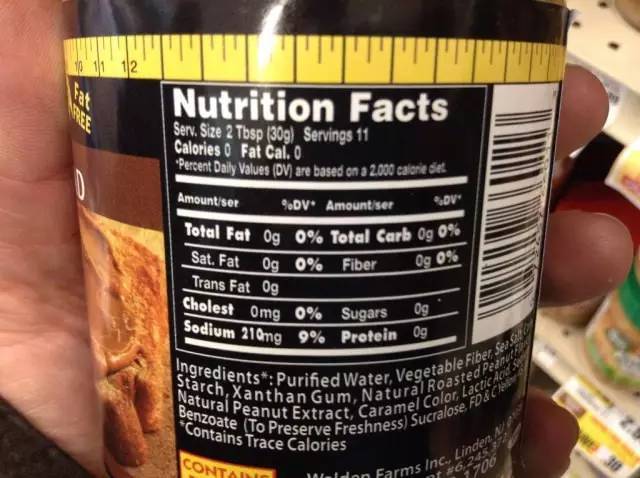 10 11 12
Fat
FREE
D
Nutrition Facts
Serv. Size 2 Tbsp (30g) Servings 11
Calories 0 Fat Cal. 0
*Percent Daily Values (DV) are based on a 2,000 calorie diet.
Amount/ser %DV* Amount/ser %DV*
Total Fat 0g 0% Total Carb 0g 0%
Sat. Fat 0g 0% Fiber 0g 0%
Trans Fat 0g
Cholest 0mg 0% Sugars 0g
Sodium 210mg 9% Protein 0g
Ingredients*: Purified Water, Vegetable Fiber, Sea Salt
Starch, Xanthan Gum, Natural Roasted Peanut
Natural Peanut Extract, Caramel Color, Lactic Acid,
Benzoate (To Preserve Freshness) Sucralose, FD&C Yellow
*Contains Trace Calories
CONTAINS
Walden Farms Inc., Linden, NJ